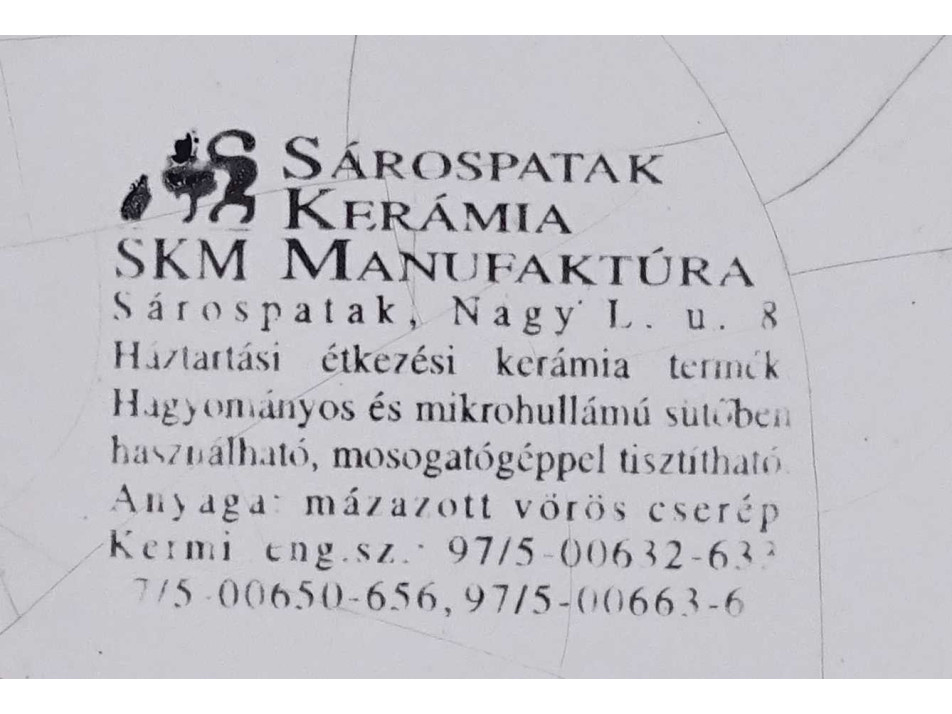 SÁROSPATAK
KERÁMIA
SKM MANUFAKTÚRA
Sárospatak, Nagy L. u. 8
Háztartási étkezési kerámia termék
Hagyományos és mikrohullámú sütőben
használható, mosogatógéppel tisztítható
Anyaga: mázazott vörös cserép
Kermi eng.sz.: 97/5-00632-633
7/5-00650-656, 97/5-00663-6